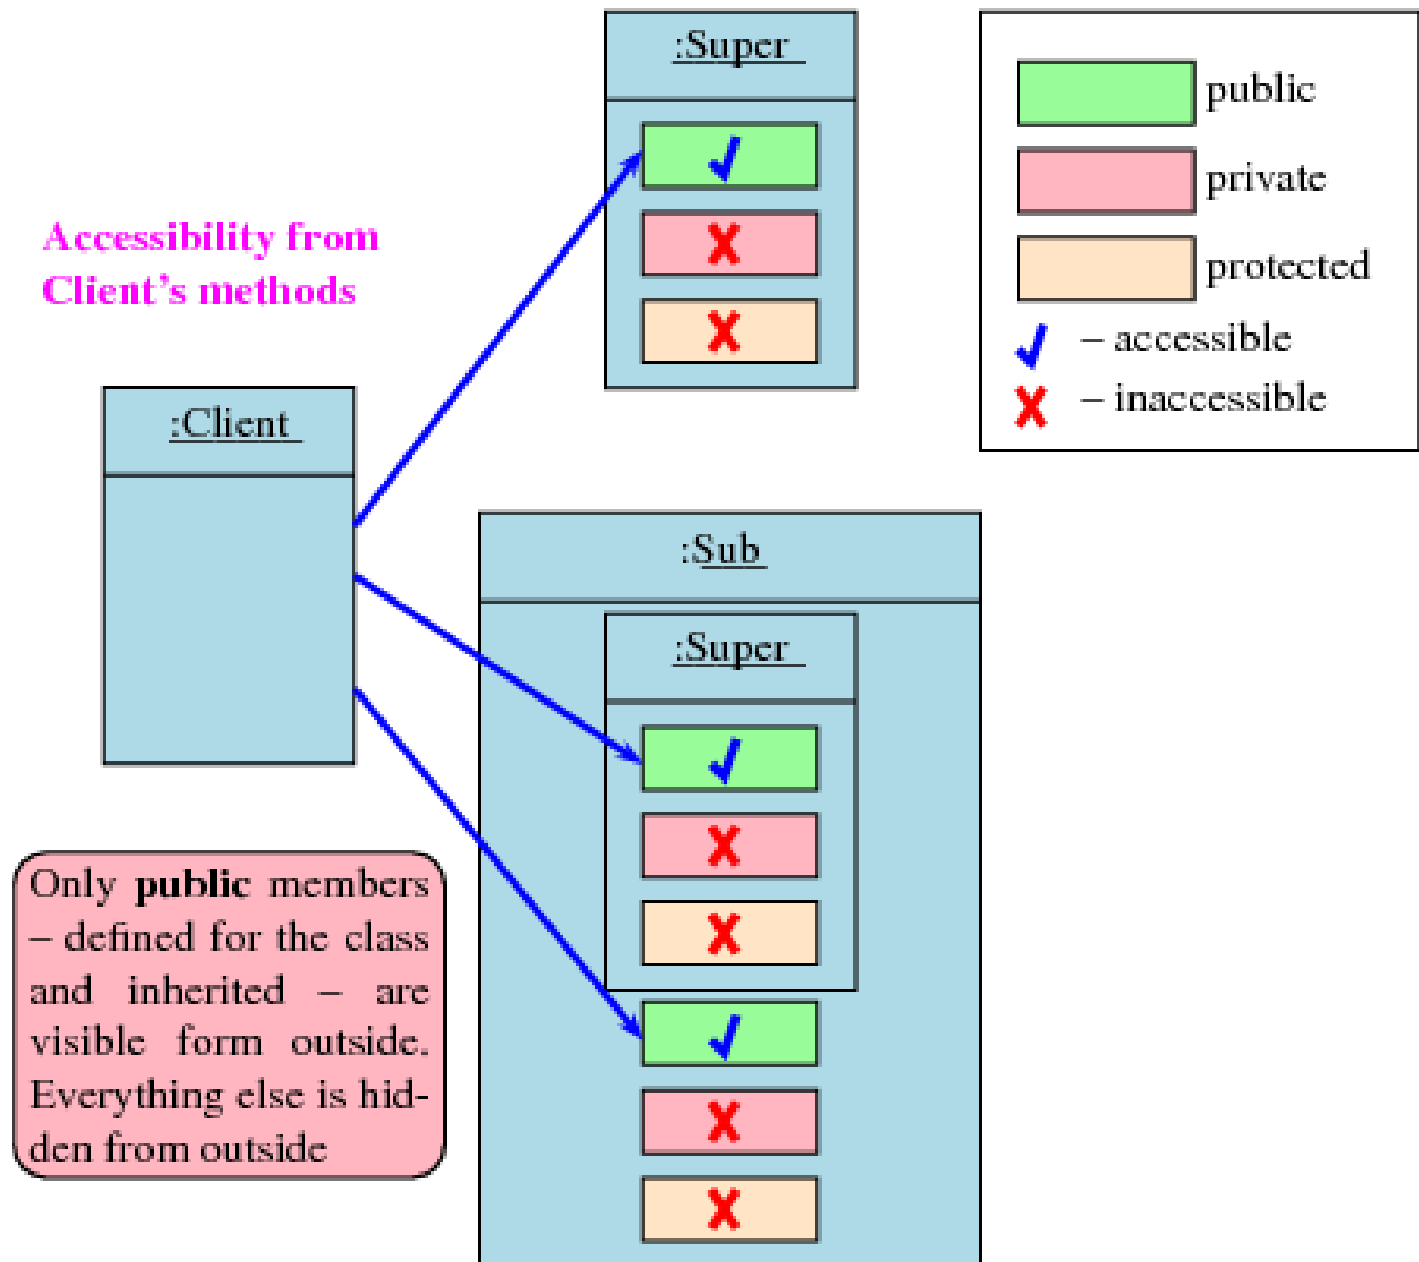 :Super
public
private
protected
– accessible
– inaccessible
Accessibility from
Client's methods
:Client
:Sub
:Super
Only public members
– defined for the class
and inherited – are
visible form outside.
Everything else is hid-
den from outside